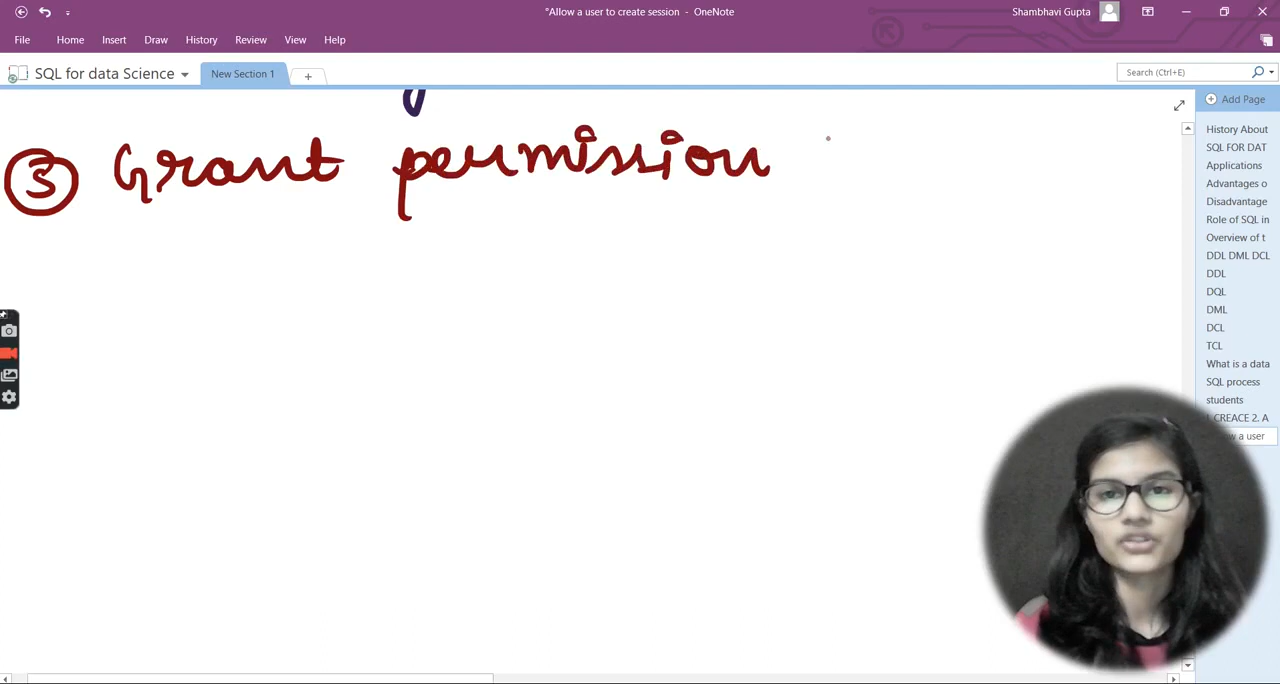 *Allow a user to create session - OneNote
Shambhavi Gupta
File Home Insert Draw History Review View Help
SQL for data Science
New Section 1
+
Search (Ctrl+E)
Add Page
3 Grant permission
History About
SQL FOR DAT
Applications
Advantages o
Disadvantage
Role of SQL in
Overview of t
DDL DML DCL
DDL
DQL
DML
DCL
TCL
What is a data
SQL process
students
CREACE 2. A
w a user